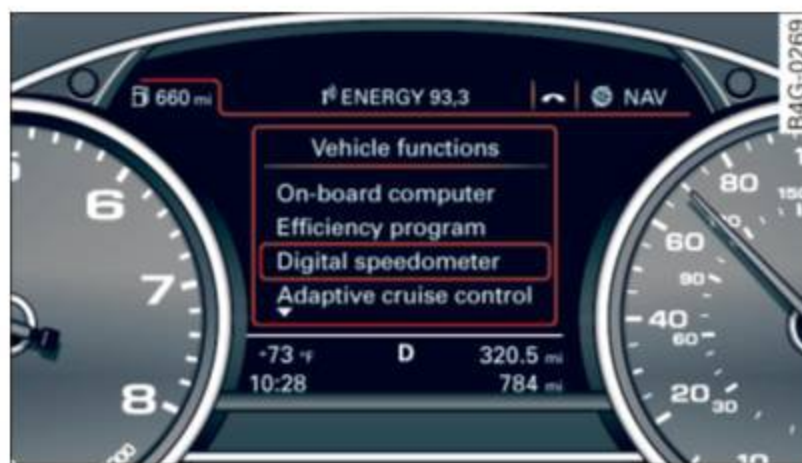 660 mi
ENERGY 93,3
NAV
Vehicle functions
On-board computer
Efficiency program
Digital speedometer
Adaptive cruise control
+73 °F
D
320.5 mi
10:28
784 mi
6
7
8
80
60
90
40
60
20
30
10
B4G-0269